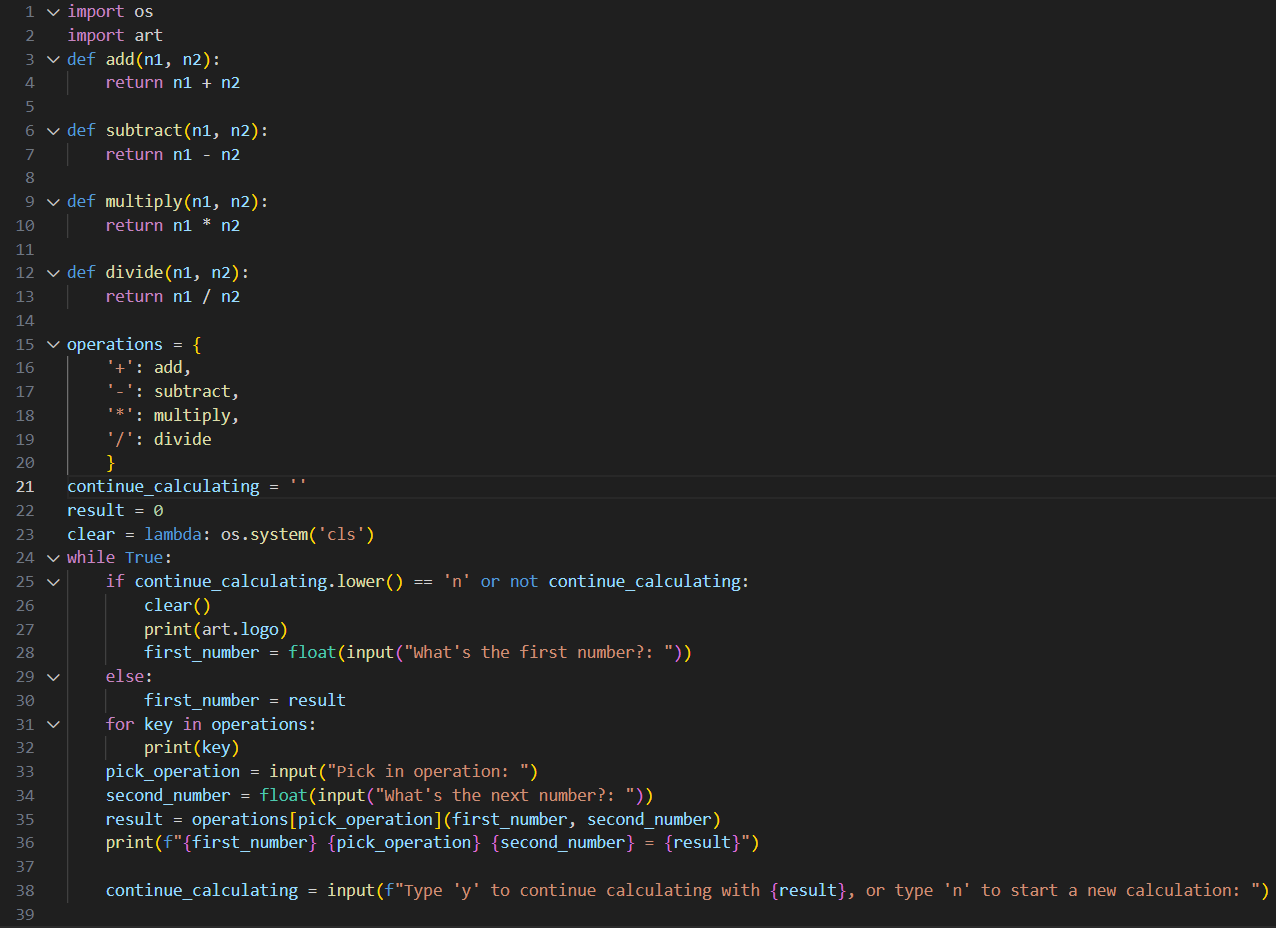 1 import os
2 import art
3 def add(n1, n2):
4     return n1 + n2
5
6 def subtract(n1, n2):
7     return n1 - n2
8
9 def multiply(n1, n2):
10     return n1 * n2
11
12 def divide(n1, n2):
13     return n1 / n2
14
15 operations = {
16     '+': add,
17     '-': subtract,
18     '*': multiply,
19     '/': divide
20     }
21 continue_calculating = ''
22 result = 0
23 clear = lambda: os.system('cls')
24 while True:
25     if continue_calculating.lower() == 'n' or not continue_calculating:
26         clear()
27         print(art.logo)
28         first_number = float(input("What's the first number?: "))
29     else:
30         first_number = result
31     for key in operations:
32         print(key)
33     pick_operation = input("Pick in operation: ")
34     second_number = float(input("What's the next number?: "))
35     result = operations[pick_operation](first_number, second_number)
36     print(f"{first_number} {pick_operation} {second_number} = {result}")
37
38     continue_calculating = input(f"Type 'y' to continue calculating with {result}, or type 'n' to start a new calculation: ")
39